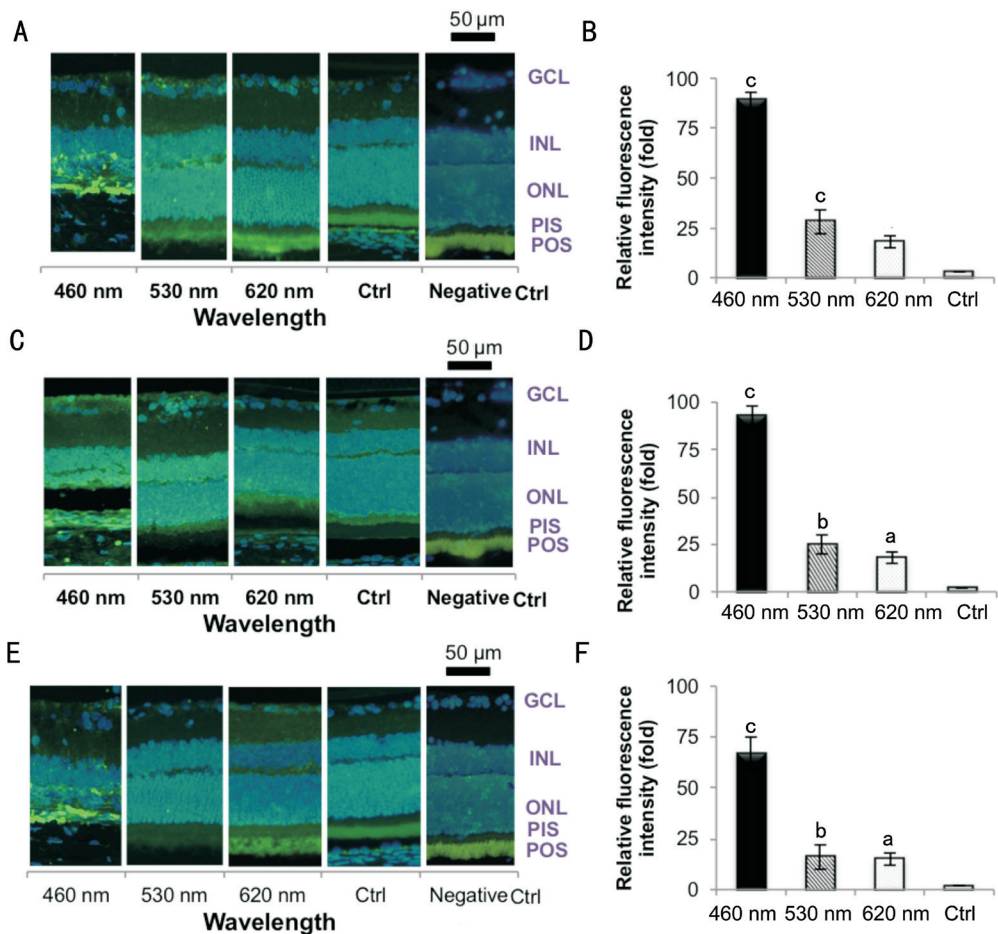 A
50 µm
GCL
INL
ONL
PIS
POS
460 nm 530 nm 620 nm Ctrl Negative Ctrl
Wavelength
B
Relative fluorescence
intensity (fold)
100
75
50
25
0
c
c
460 nm 530 nm 620 nm Ctrl
C
50 µm
GCL
INL
ONL
PIS
POS
460 nm 530 nm 620 nm Ctrl Negative Ctrl
Wavelength
D
Relative fluorescence
intensity (fold)
100
75
50
25
0
c
b
a
460 nm 530 nm 620 nm Ctrl
E
50 µm
GCL
INL
ONL
PIS
POS
460 nm 530 nm 620 nm Ctrl Negative Ctrl
Wavelength
F
Relative fluorescence
intensity (fold)
100
75
50
25
0
c
b
a
460 nm 530 nm 620 nm Ctrl